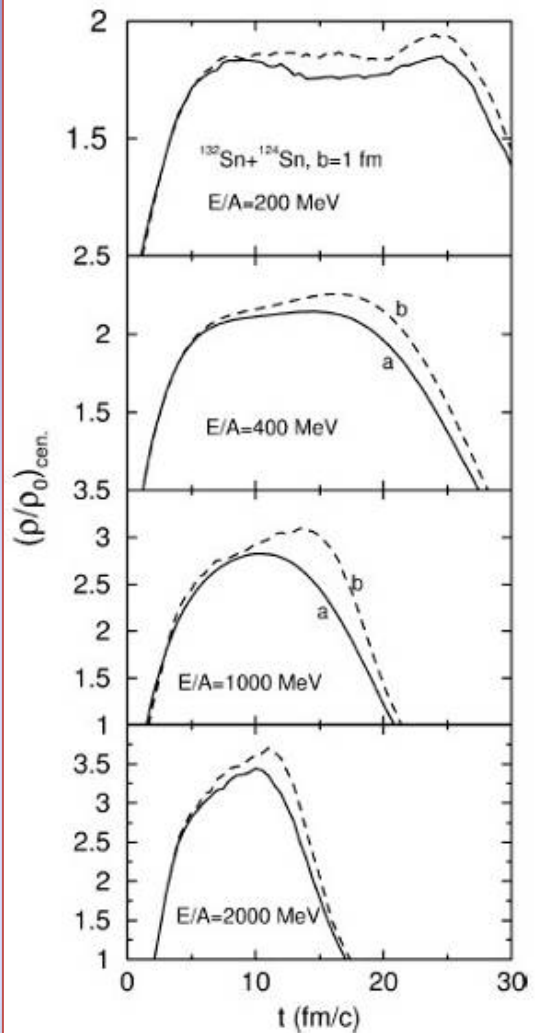 2
1.5
¹³²Sn+¹²⁴Sn, b=1 fm
E/A=200 MeV
2.5
2
b
a
1.5
E/A=400 MeV
3.5
(ρ/ρ₀)cen.
3
2.5
b
a
2
1.5
E/A=1000 MeV
1
3.5
3
2.5
2
1.5
E/A=2000 MeV
1
0 10 20 30
t (fm/c)